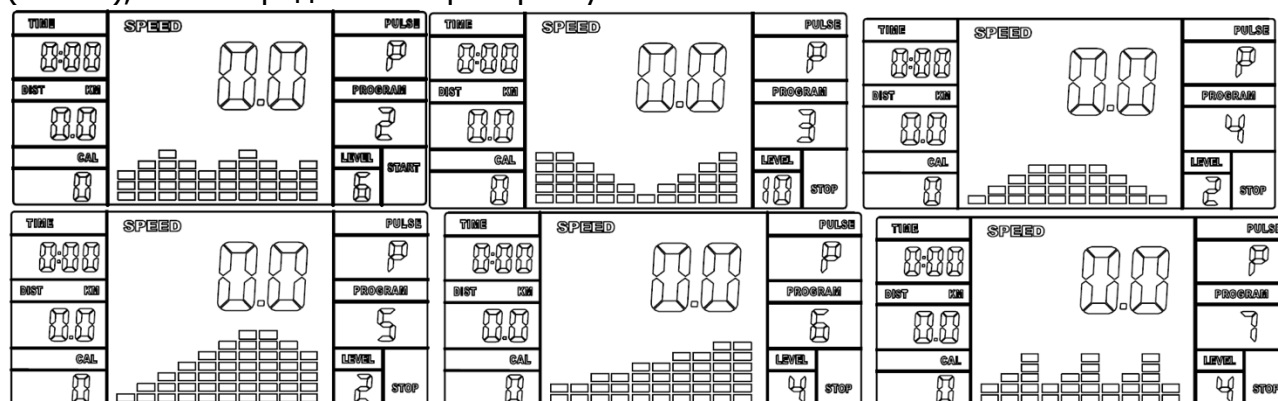 TIME SPEED PULSE
0:00 0.0 P
DIST KM PROGRAM
0.0 2
CAL LEVEL START
0 6
TIME SPEED PULSE
0:00 0.0 P
DIST KM PROGRAM
0.0 3
CAL LEVEL
0 10 STOP
TIME SPEED PULSE
0:00 0.0 P
DIST KM PROGRAM
0.0 4
CAL LEVEL
0 2 STOP
TIME SPEED PULSE
0:00 0.0 P
DIST KM PROGRAM
0.0 5
CAL LEVEL
0 2 STOP
TIME SPEED PULSE
0:00 0.0 P
DIST KM PROGRAM
0.0 6
CAL LEVEL
0 4 STOP
TIME SPEED PULSE
0:00 0.0 P
DIST KM PROGRAM
0.0 7
CAL LEVEL
0 4 STOP